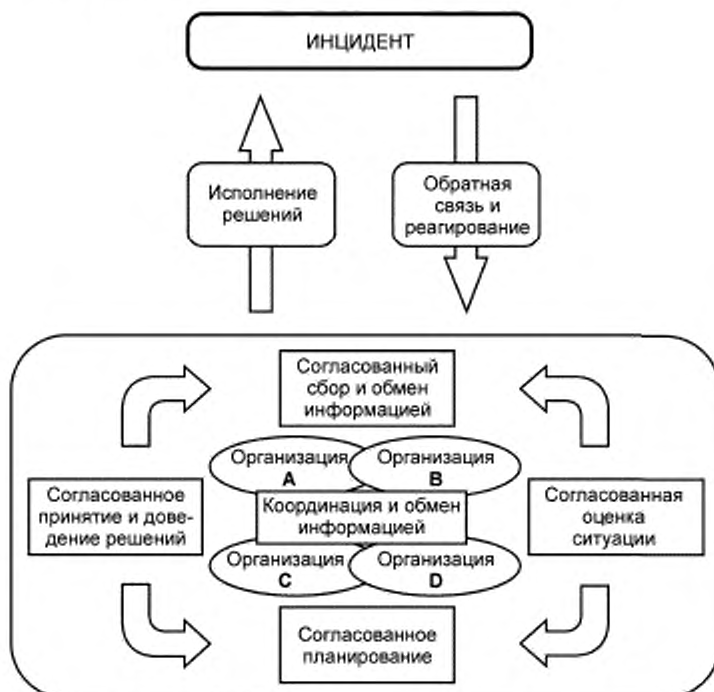 ИНЦИДЕНТ
Исполнение
решений
Обратная
связь и
реагирование
Согласованный
сбор и обмен
информацией
Организация
A
Организация
B
Согласованное
принятие и дове-
дение решений
Координация и обмен
информацией
Согласованная
оценка
ситуации
Организация
C
Организация
D
Согласованное
планирование